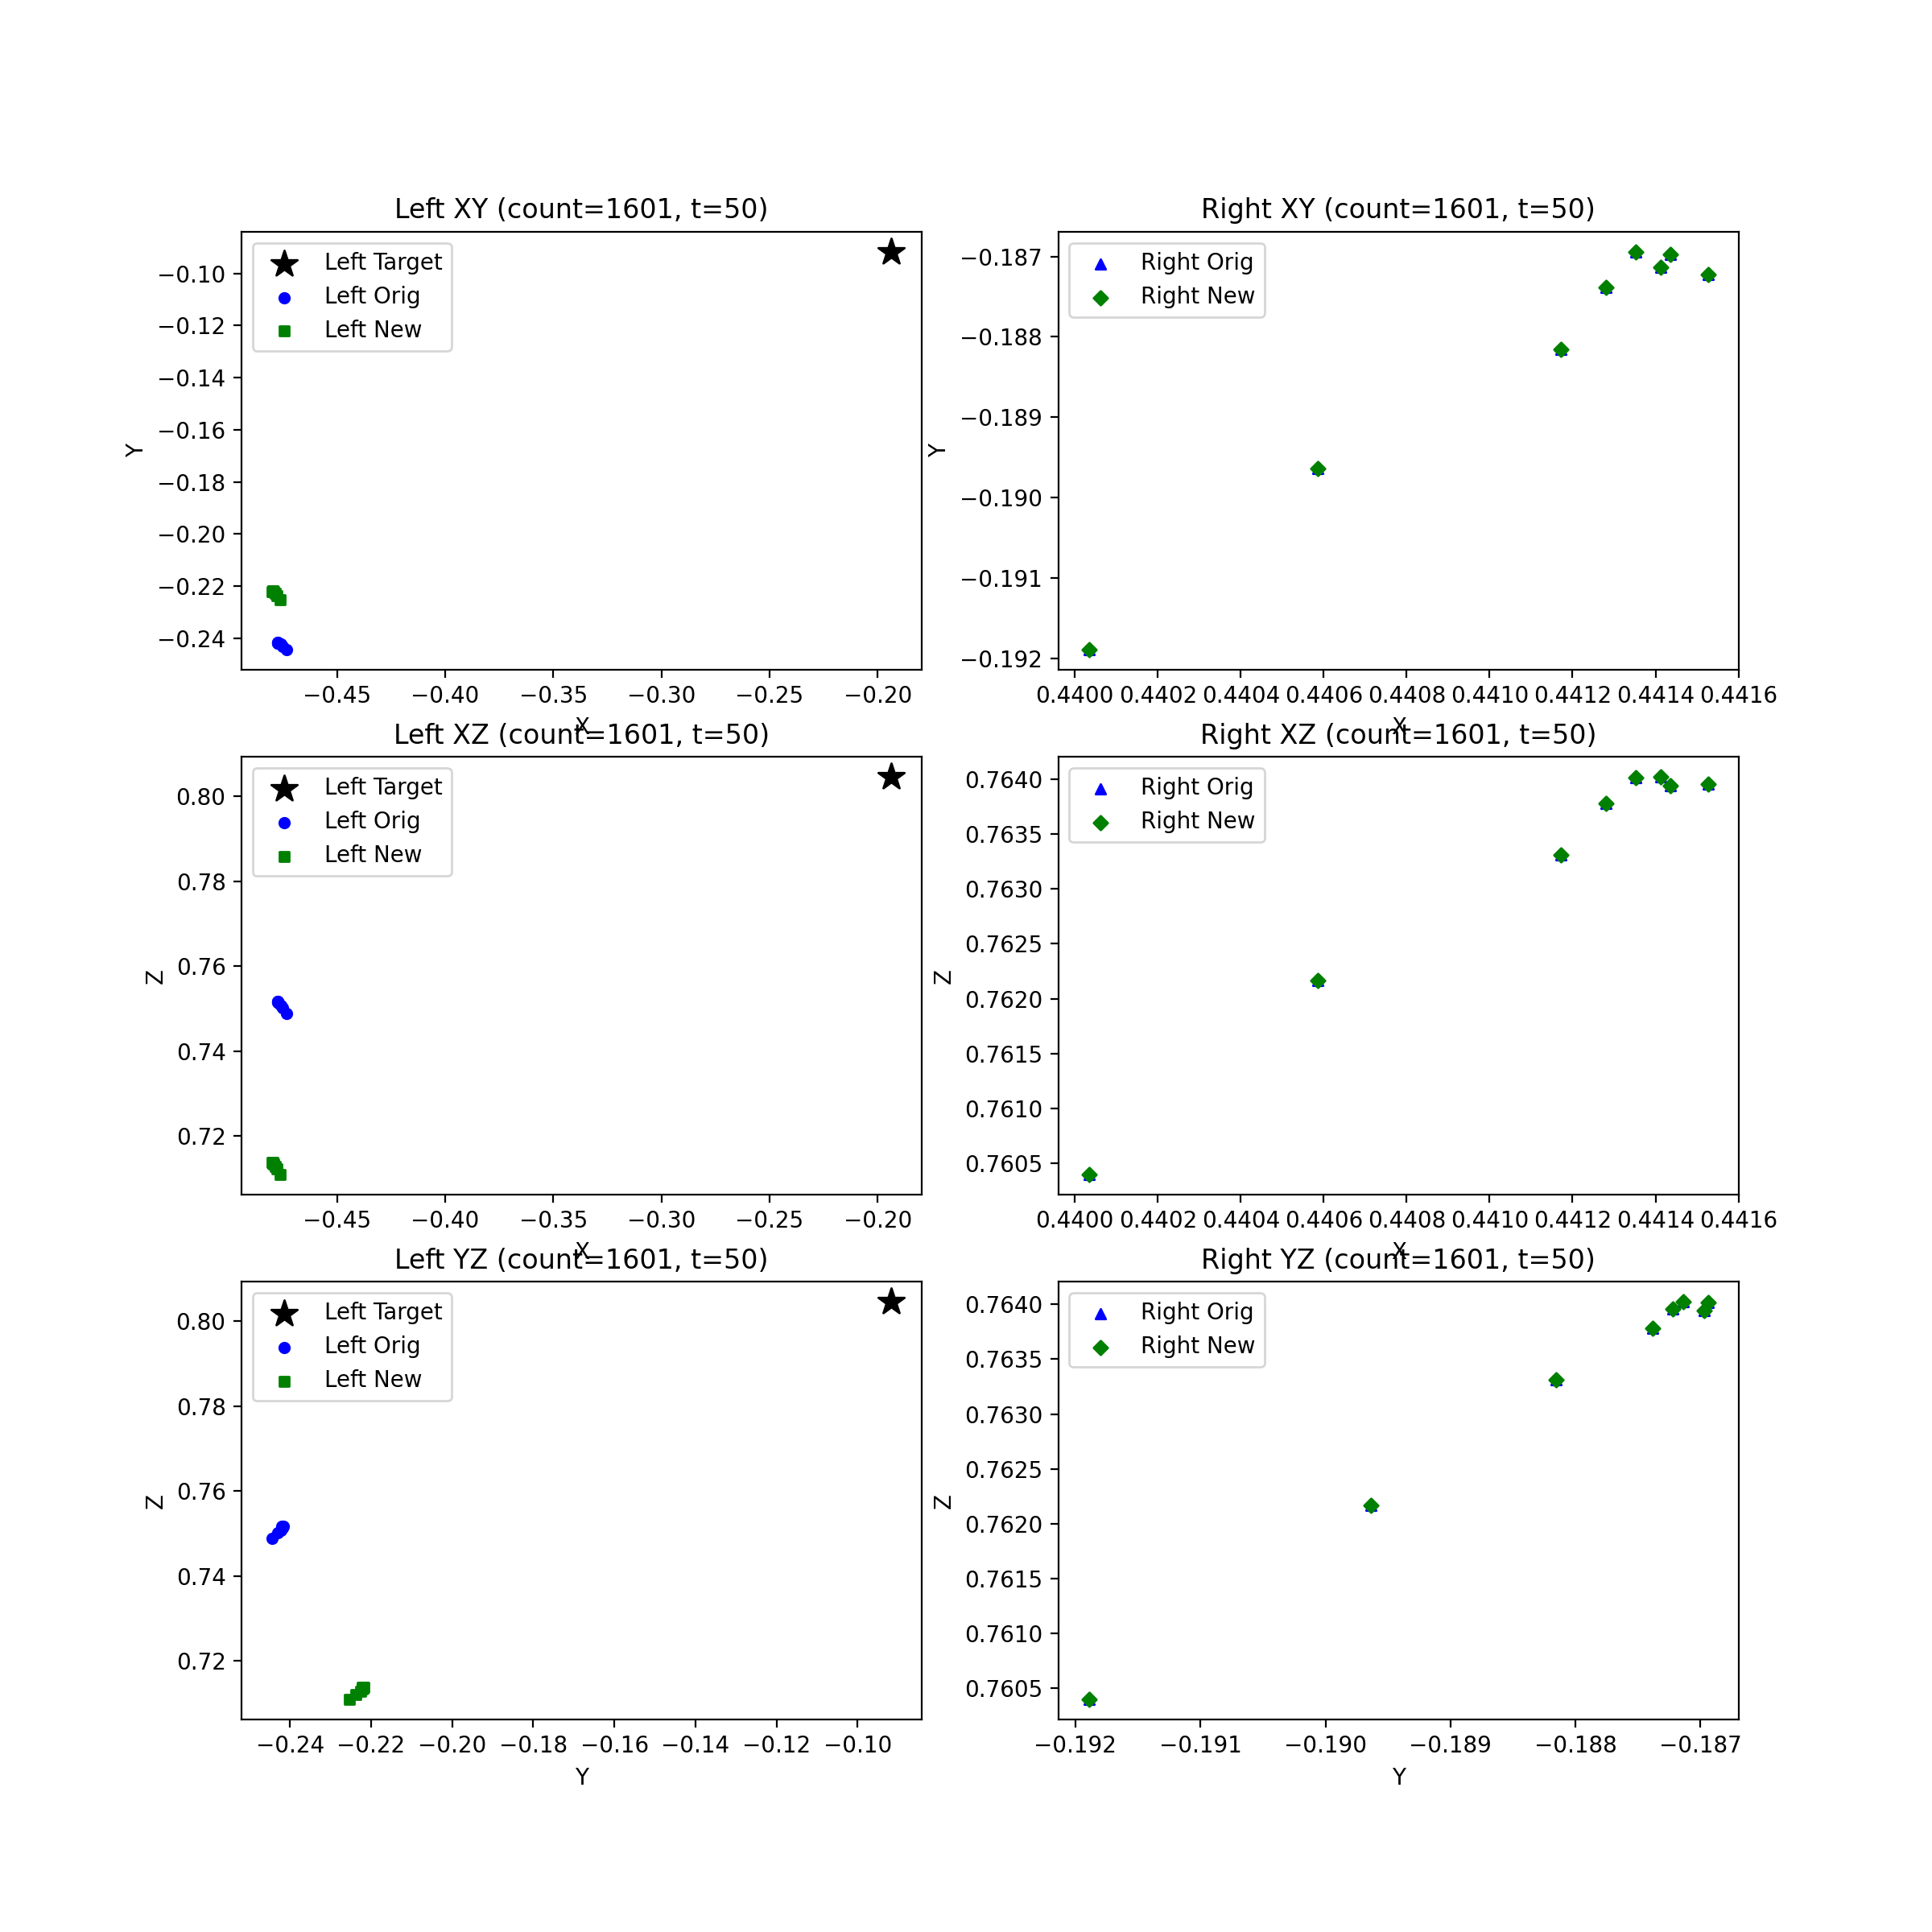 Left XY (count=1601, t=50)
Left Target
Left Orig
Left New
−0.10
−0.12
−0.14
−0.16
−0.18
−0.20
−0.22
−0.24
Y
−0.45 −0.40 −0.35 −0.30 −0.25 −0.20
X
Right XY (count=1601, t=50)
Right Orig
Right New
−0.187
−0.188
−0.189
−0.190
−0.191
−0.192
Y
0.4400 0.4402 0.4404 0.4406 0.4408 0.4410 0.4412 0.4414 0.4416
X
Left XZ (count=1601, t=50)
Left Target
Left Orig
Left New
0.80
0.78
0.76
0.74
0.72
Z
−0.45 −0.40 −0.35 −0.30 −0.25 −0.20
X
Right XZ (count=1601, t=50)
Right Orig
Right New
0.7640
0.7635
0.7630
0.7625
0.7620
0.7615
0.7610
0.7605
Z
0.4400 0.4402 0.4404 0.4406 0.4408 0.4410 0.4412 0.4414 0.4416
X
Left YZ (count=1601, t=50)
Left Target
Left Orig
Left New
0.80
0.78
0.76
0.74
0.72
Z
−0.24 −0.22 −0.20 −0.18 −0.16 −0.14 −0.12 −0.10
Y
Right YZ (count=1601, t=50)
Right Orig
Right New
0.7640
0.7635
0.7630
0.7625
0.7620
0.7615
0.7610
0.7605
Z
−0.192 −0.191 −0.190 −0.189 −0.188 −0.187
Y